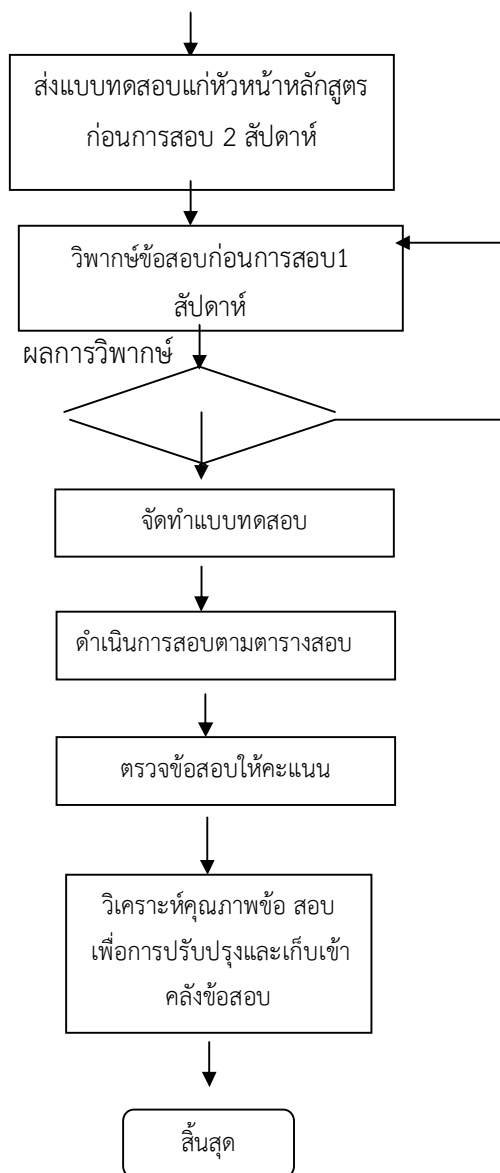 ส่งแบบทดสอบแก่หัวหน้าหลักสูตร
ก่อนการสอบ 2 สัปดาห์
วิพากษ์ข้อสอบก่อนการสอบ1
สัปดาห์
ผลการวิพากษ์
จัดทำแบบทดสอบ
ดำเนินการสอบตามตารางสอบ
ตรวจข้อสอบให้คะแนน
วิเคราะห์คุณภาพข้อ สอบ
เพื่อการปรับปรุงและเก็บเข้า
คลังข้อสอบ
สิ้นสุด